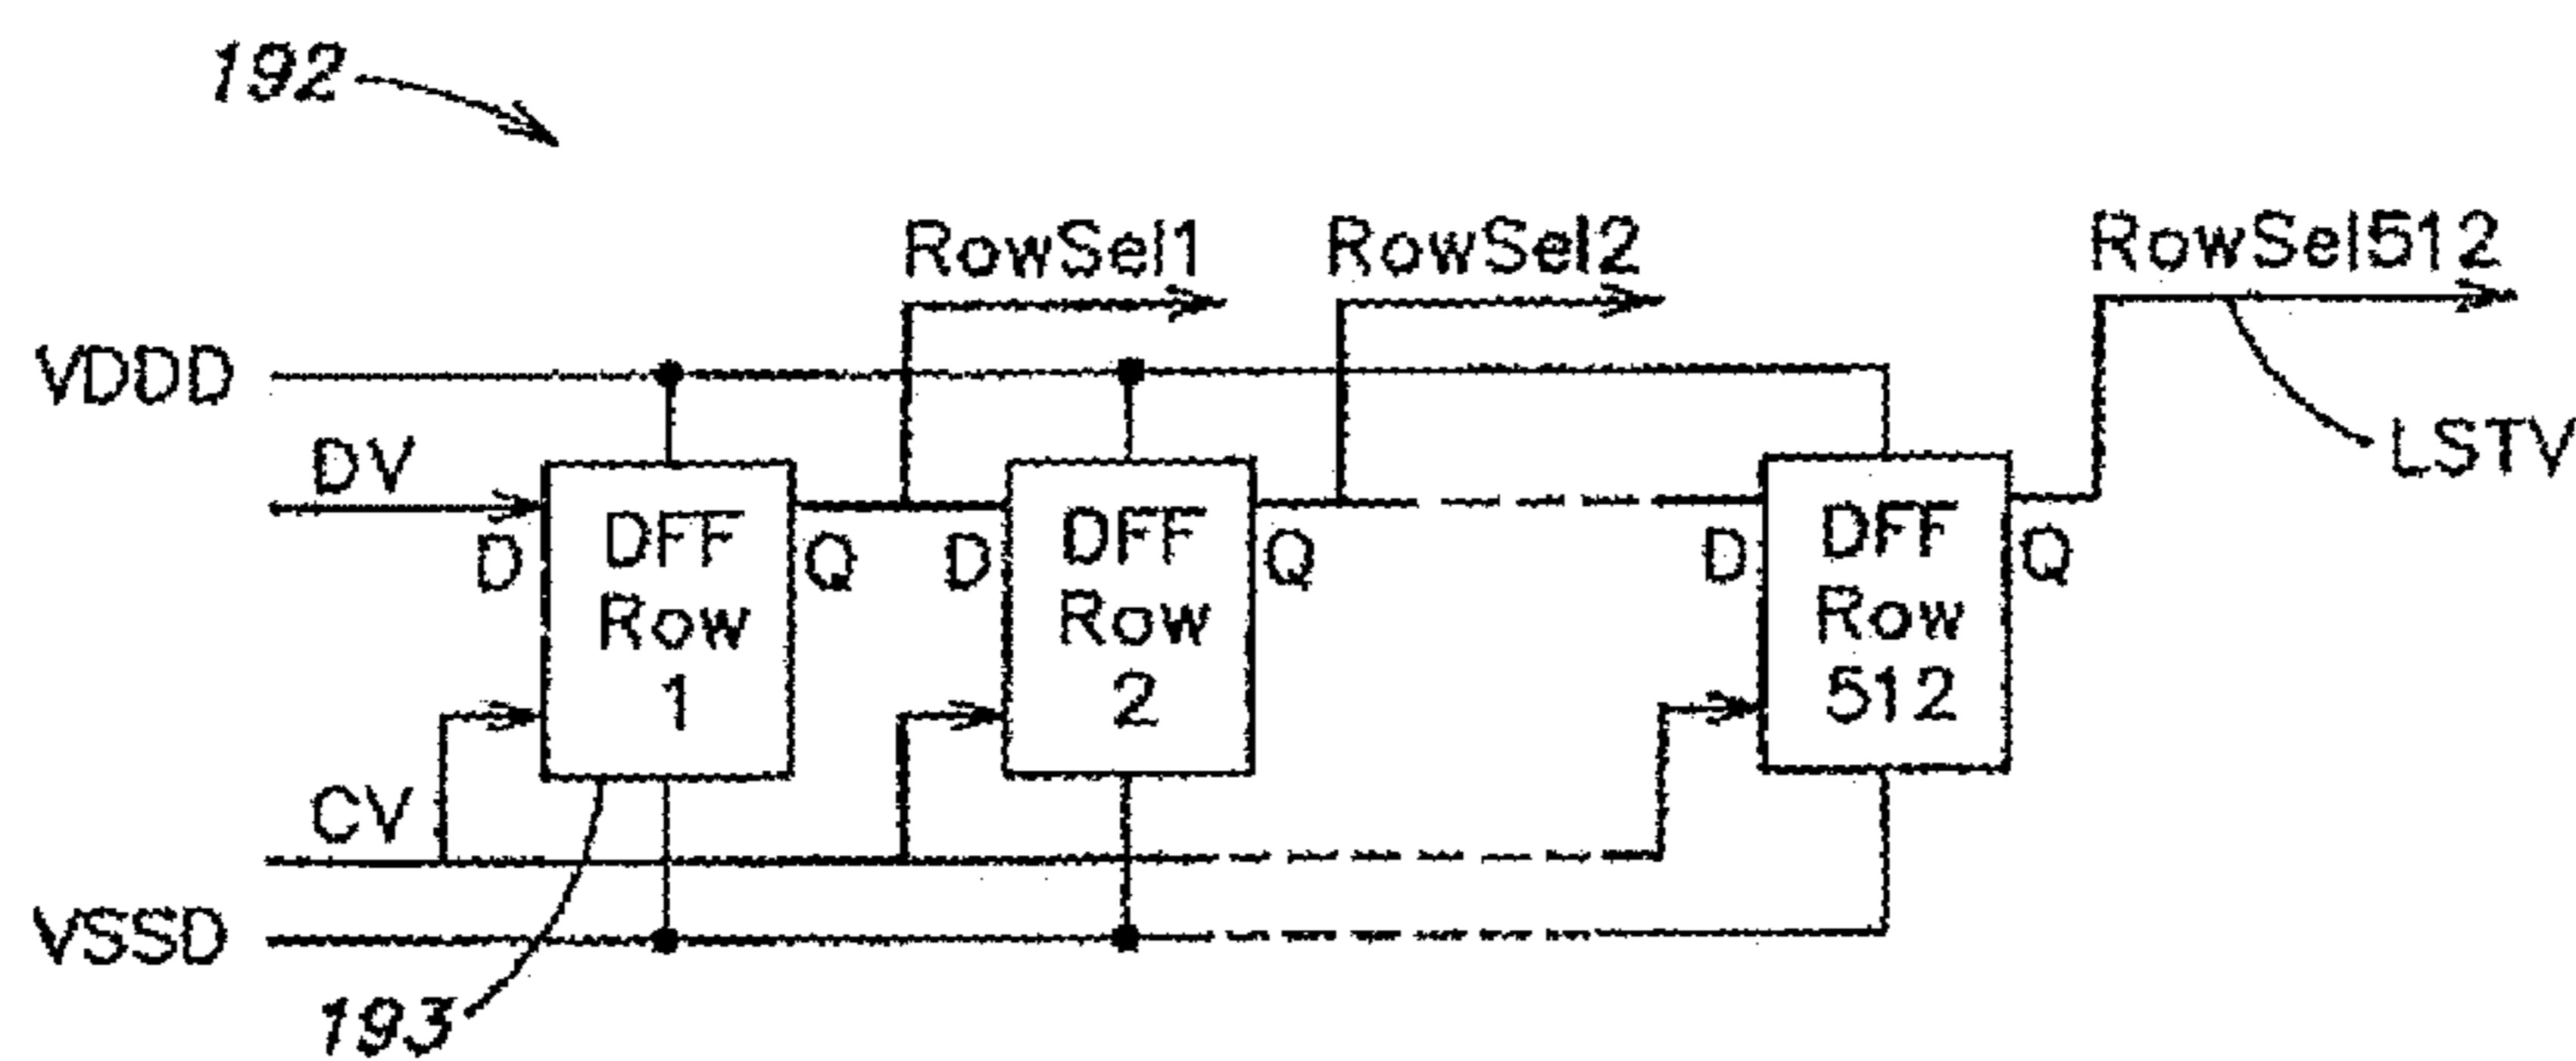 192
RowSel1
RowSel2
RowSel512
VDDD
DV
LSTV
D
DFF
Row
1
Q
D
DFF
Row
2
Q
D
DFF
Row
512
Q
CV
VSSD
193